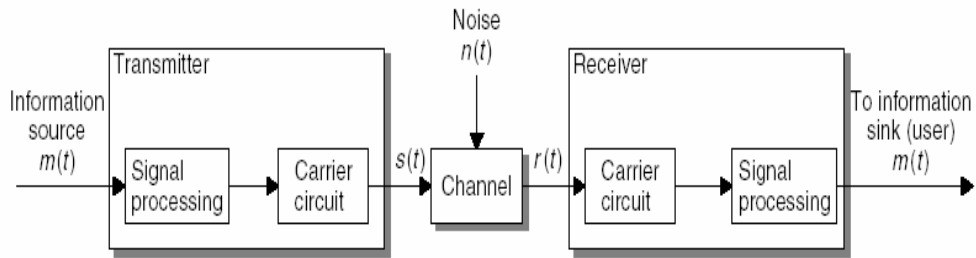 Information
source
m(t)
Transmitter
Signal
processing
Carrier
circuit
s(t)
Noise
n(t)
Channel
r(t)
Receiver
Carrier
circuit
Signal
processing
To information
sink (user)
m(t)